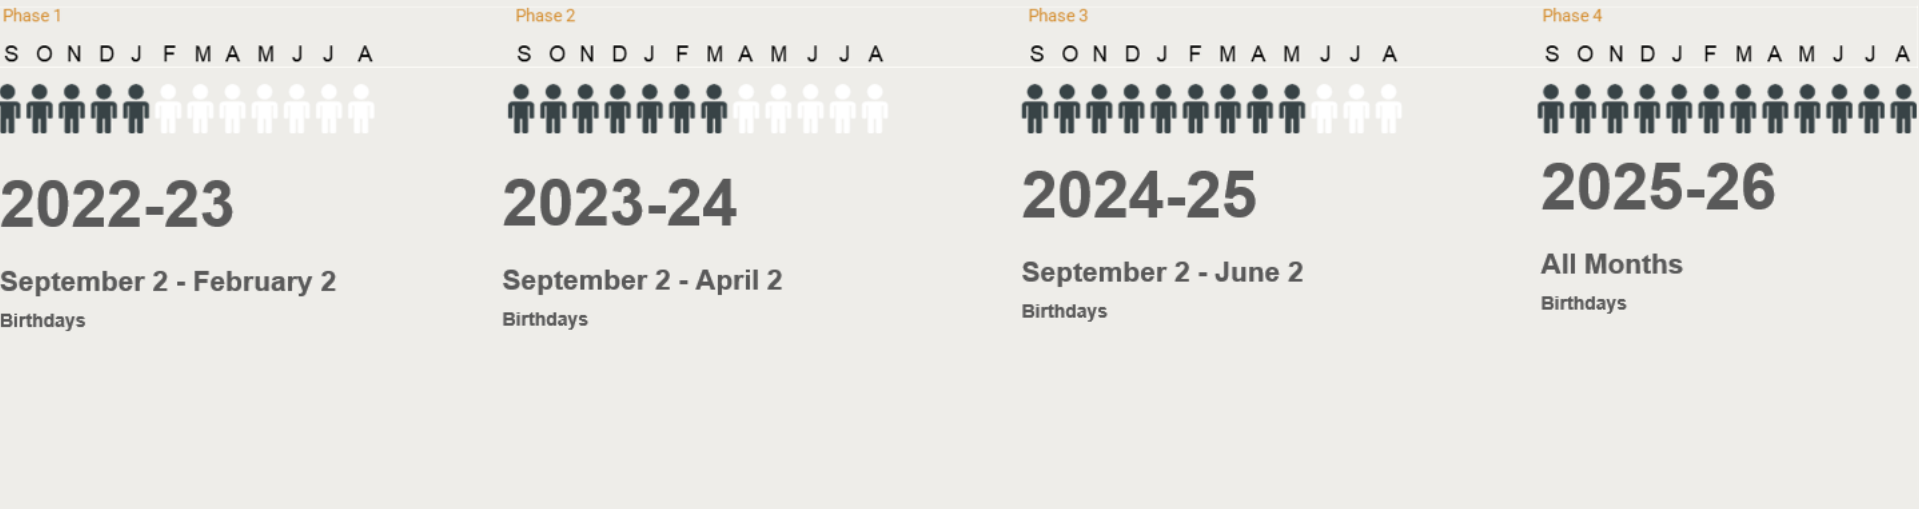 Phase 1
S O N D J F M A M J J A
2022-23
September 2 - February 2
Birthdays
Phase 2
S O N D J F M A M J J A
2023-24
September 2 - April 2
Birthdays
Phase 3
S O N D J F M A M J J A
2024-25
September 2 - June 2
Birthdays
Phase 4
S O N D J F M A M J J A
2025-26
All Months
Birthdays